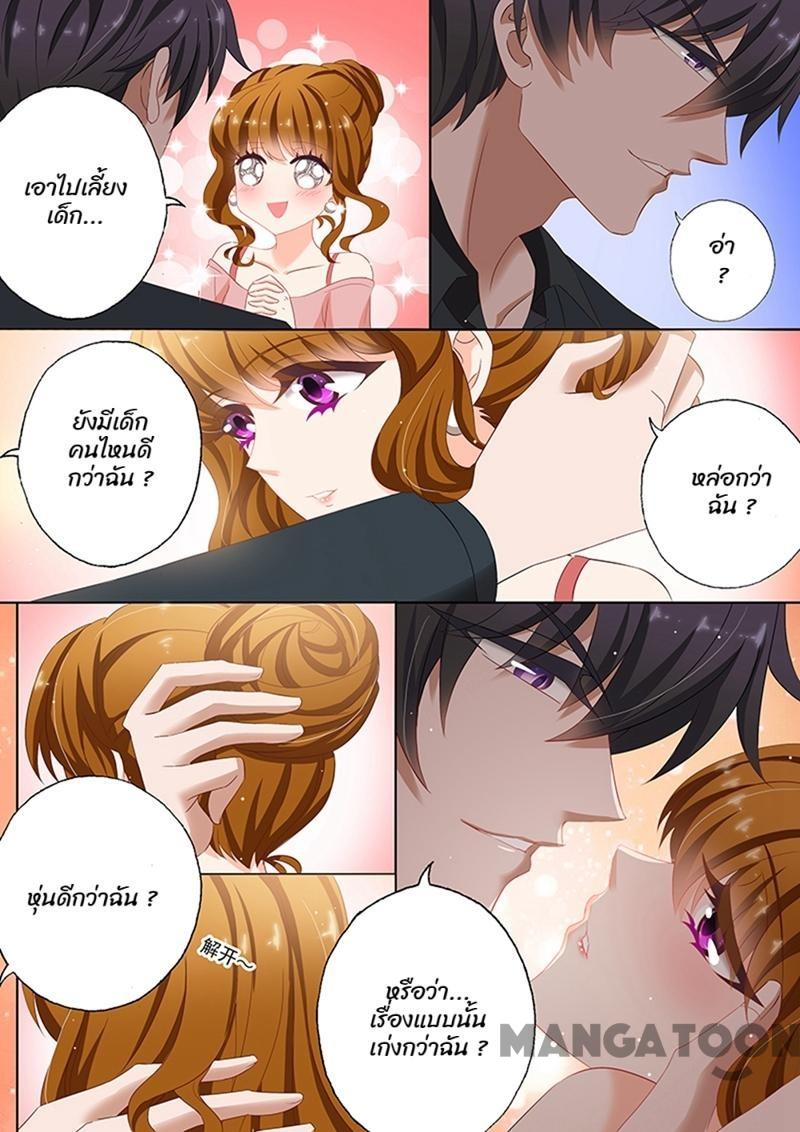 เอาไปเลี้ยง
เด็ก...
อ๋า
?
ยังมีเด็ก
คนไหนดี
กว่าฉัน ?
หล่อกว่า
ฉัน ?
หุ่นดีกว่าฉัน ?
解开~
หรือว่า...
เรื่องแบบนั้น
เก่งกว่าฉัน ?
MANGATOON